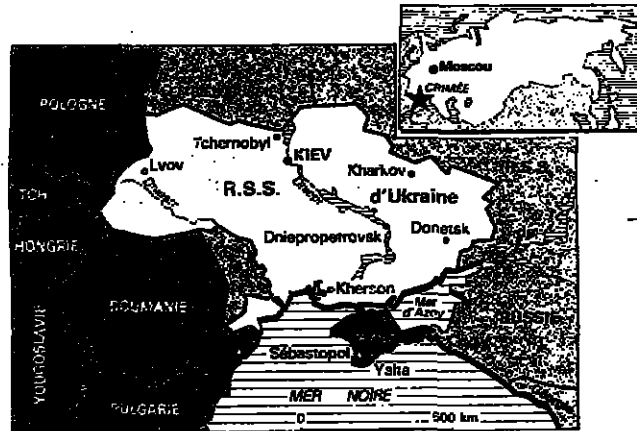 Moscou
CRIMÉE
POLOGNE
Tchernobyl
KIEV
Lvov
Kharkov
R.S.S.
d'Ukraine
TCH
Dniepropetrovsk
Donetsk
HONGRIE
Kherson
ROUMANIE
Mer
d'Azov
YOUGOSLAVIE
Sébastopol
Yalta
BULGARIE
MER NOIRE
0 500 km